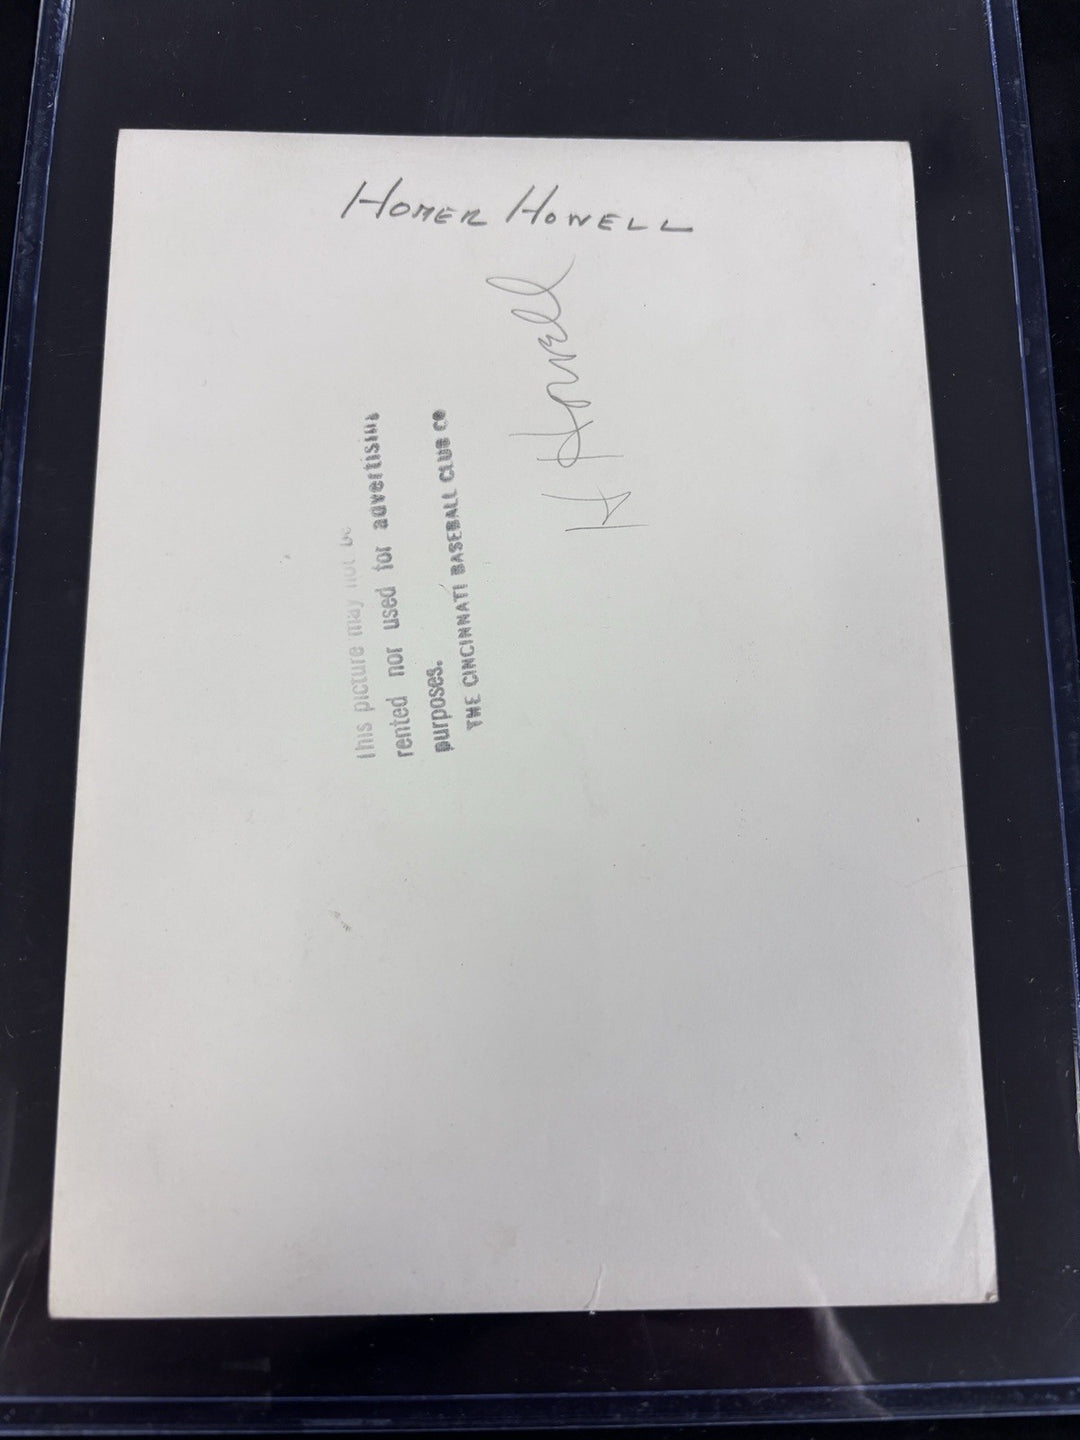 HOMER HOWELL
H Howell
This picture may not be
rented nor used for advertising
purposes.
THE CINCINNATI BASEBALL CLUB CO